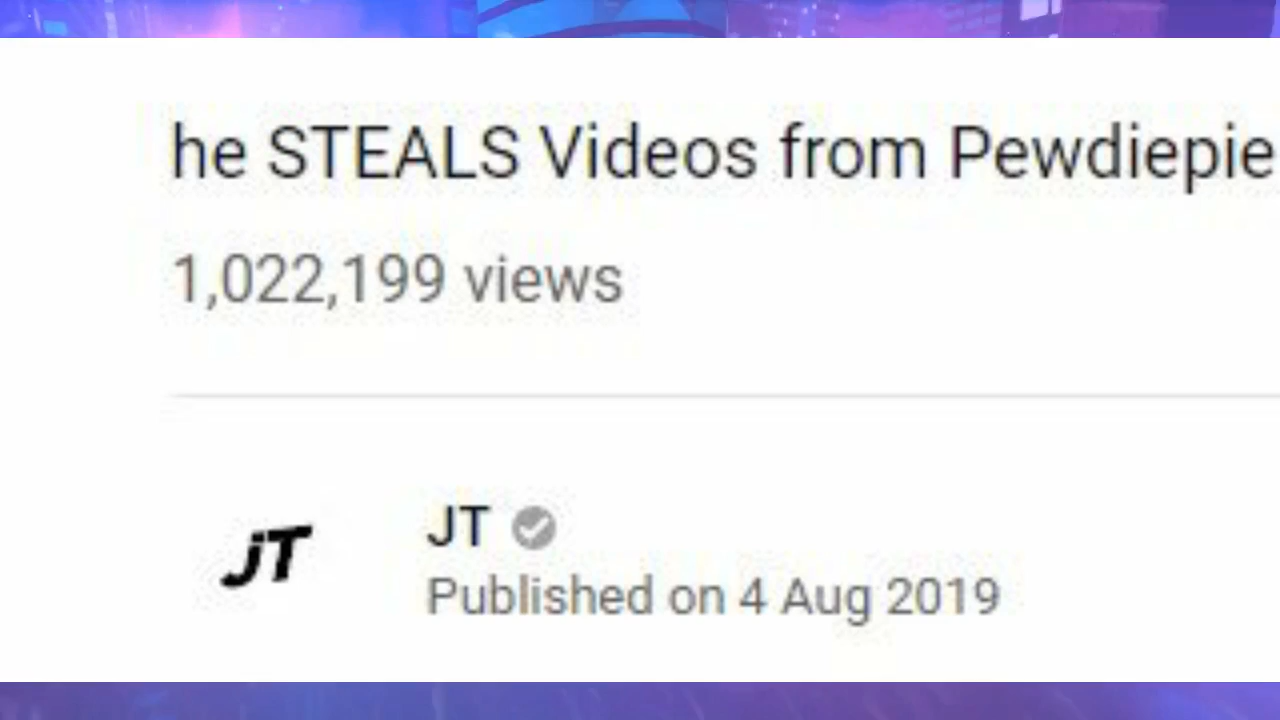 he STEALS Videos from Pewdiepie
1,022,199 views
JT
JT
Published on 4 Aug 2019